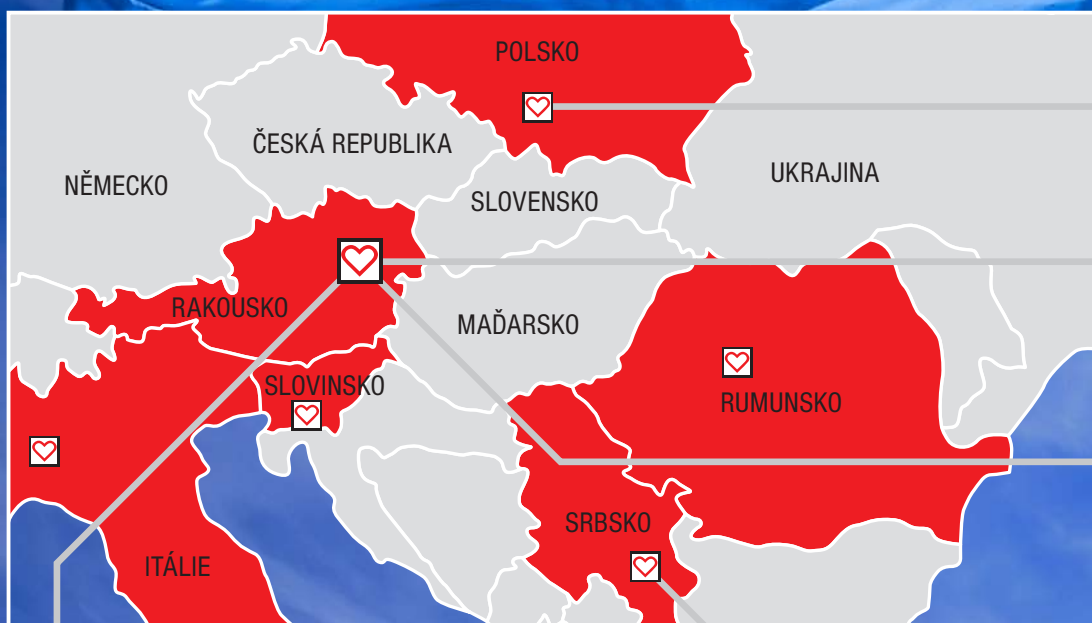 POLSKO
ČESKÁ REPUBLIKA
NĚMECKO
UKRAJINA
SLOVENSKO
RAKOUSKO
MAĎARSKO
SLOVINSKO
RUMUNSKO
SRBSKO
ITÁLIE